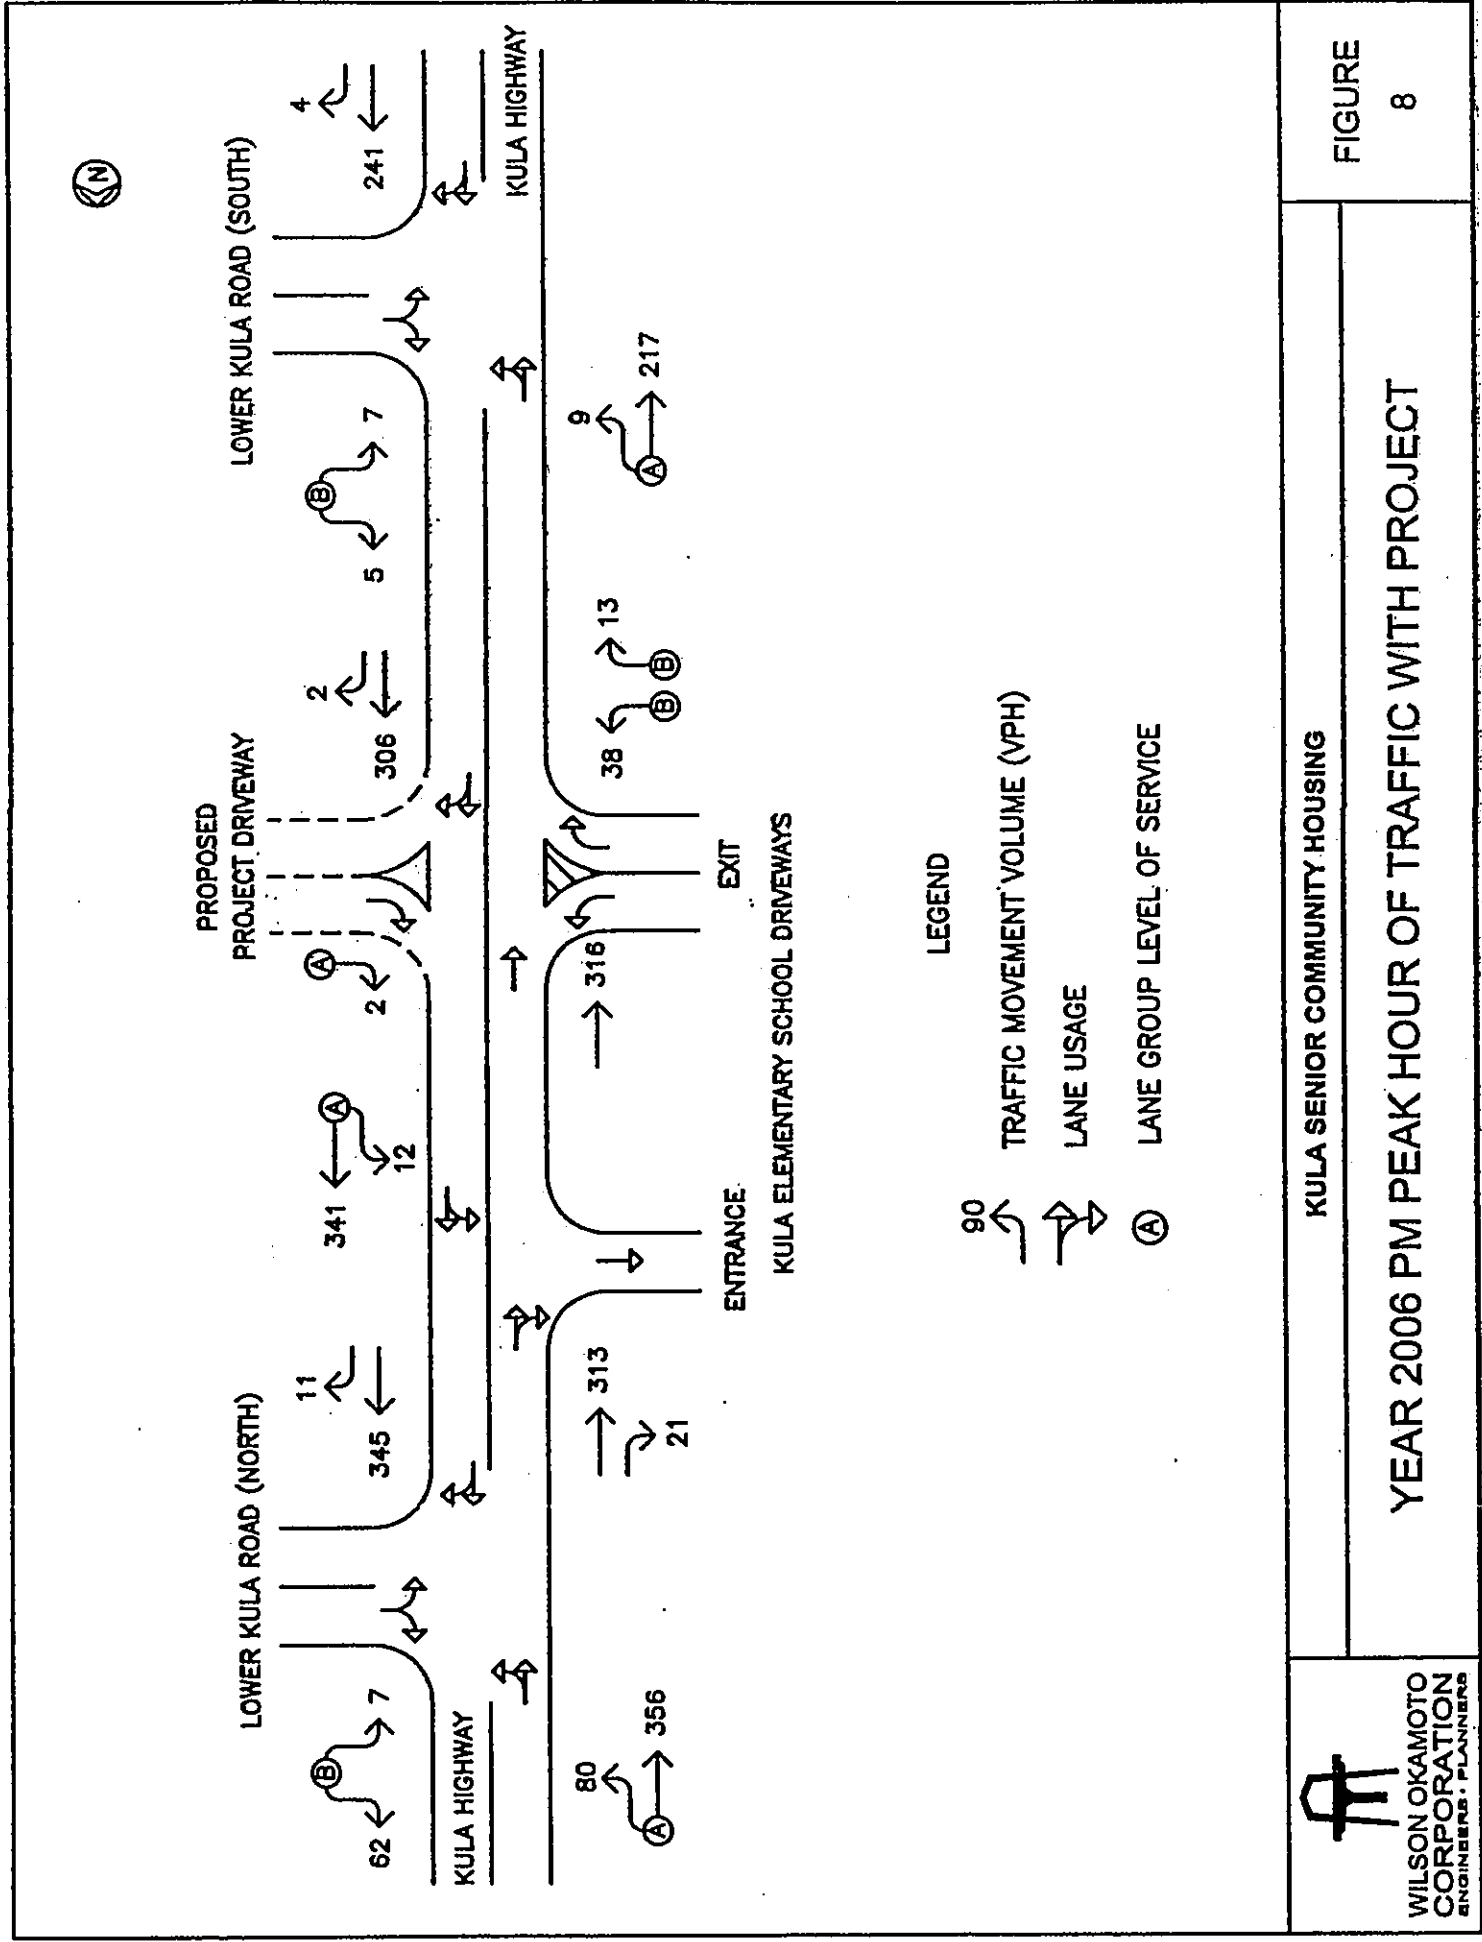 N
LOWER KULA ROAD (NORTH)
PROPOSED
PROJECT DRIVEWAY
LOWER KULA ROAD (SOUTH)
62
B
7
345
11
341
A
12
A
2
306
2
5
B
7
241
4
KULA HIGHWAY
KULA HIGHWAY
80
A
356
313
21
316
38
B
B
13
9
A
217
ENTRANCE
EXIT
KULA ELEMENTARY SCHOOL DRIVEWAYS
LEGEND
90
TRAFFIC MOVEMENT VOLUME (VPH)
LANE USAGE
A
LANE GROUP LEVEL OF SERVICE
WILSON OKAMOTO
CORPORATION
ENGINEERS · PLANNERS
KULA SENIOR COMMUNITY HOUSING
YEAR 2006 PM PEAK HOUR OF TRAFFIC WITH PROJECT
FIGURE
8